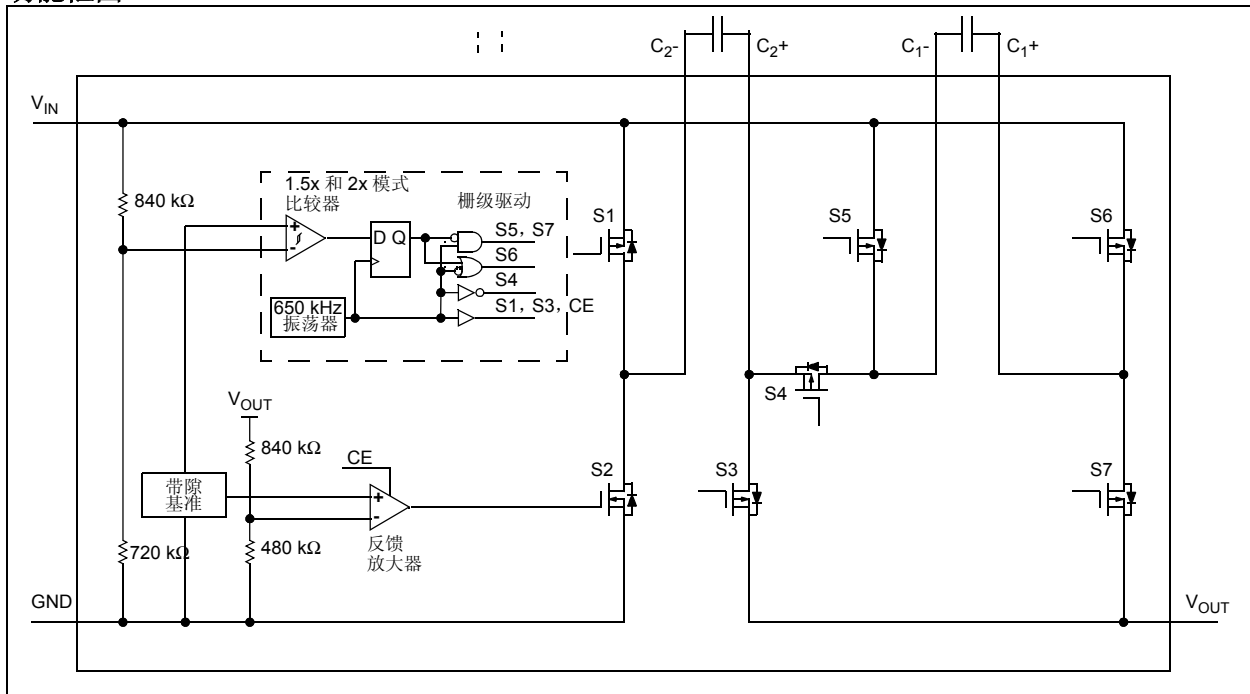 C2-
C2+
C1-
C1+
VIN
840 kΩ
1.5x 和 2x 模式
比较器
栅级驱动
+
-
D Q
S5, S7
S6
S4
S1, S3, CE
650 kHz
振荡器
S1
S5
S6
S4
VOUT
840 kΩ
CE
带隙
基准
+
-
反馈
放大器
S2
S3
S7
720 kΩ
480 kΩ
GND
VOUT